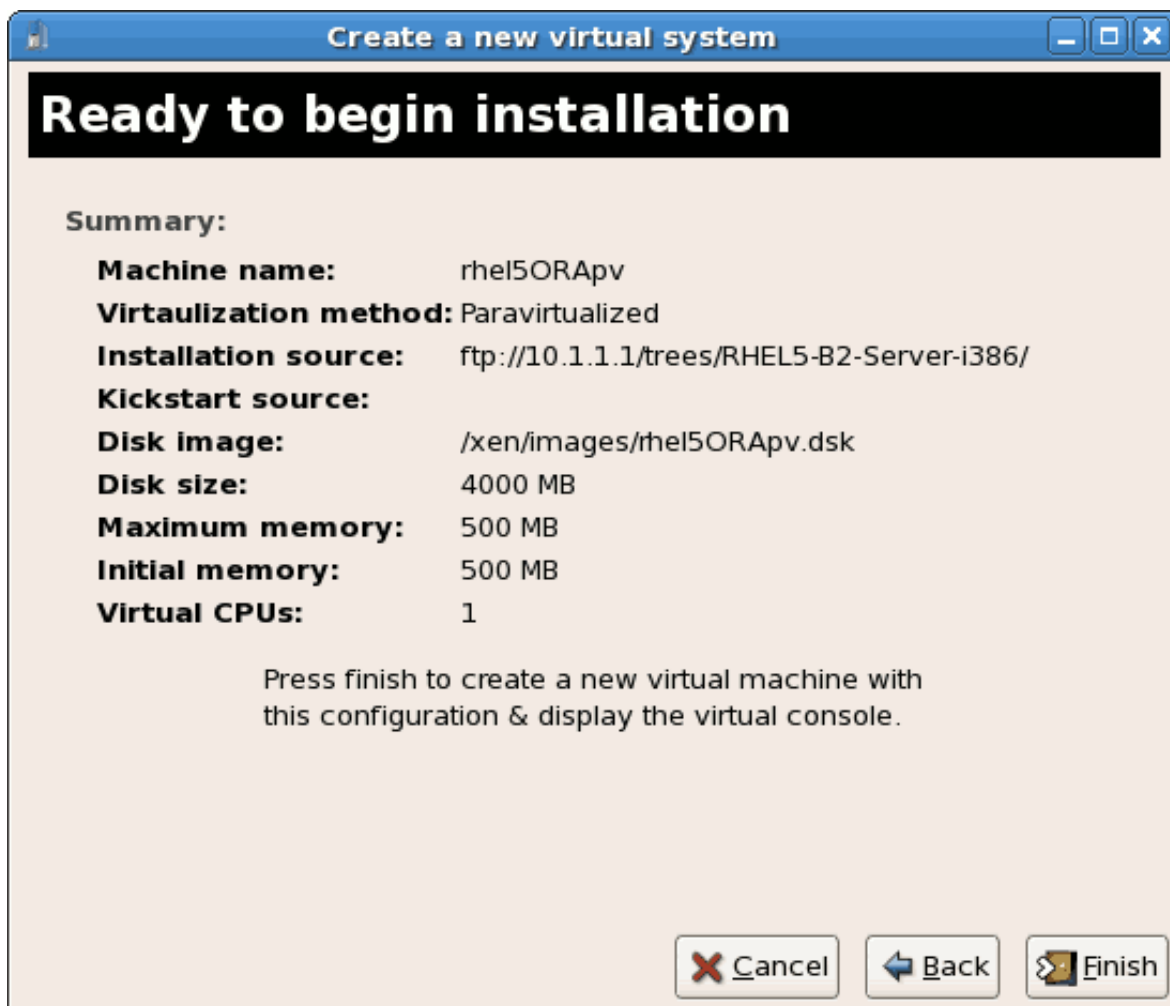 Create a new virtual system
Ready to begin installation
Summary:
Machine name: rhel5ORApv
Virtaulization method: Paravirtualized
Installation source: ftp://10.1.1.1/trees/RHEL5-B2-Server-i386/
Kickstart source:
Disk image: /xen/images/rhel5ORApv.dsk
Disk size: 4000 MB
Maximum memory: 500 MB
Initial memory: 500 MB
Virtual CPUs: 1
Press finish to create a new virtual machine with
this configuration & display the virtual console.
Cancel Back Finish